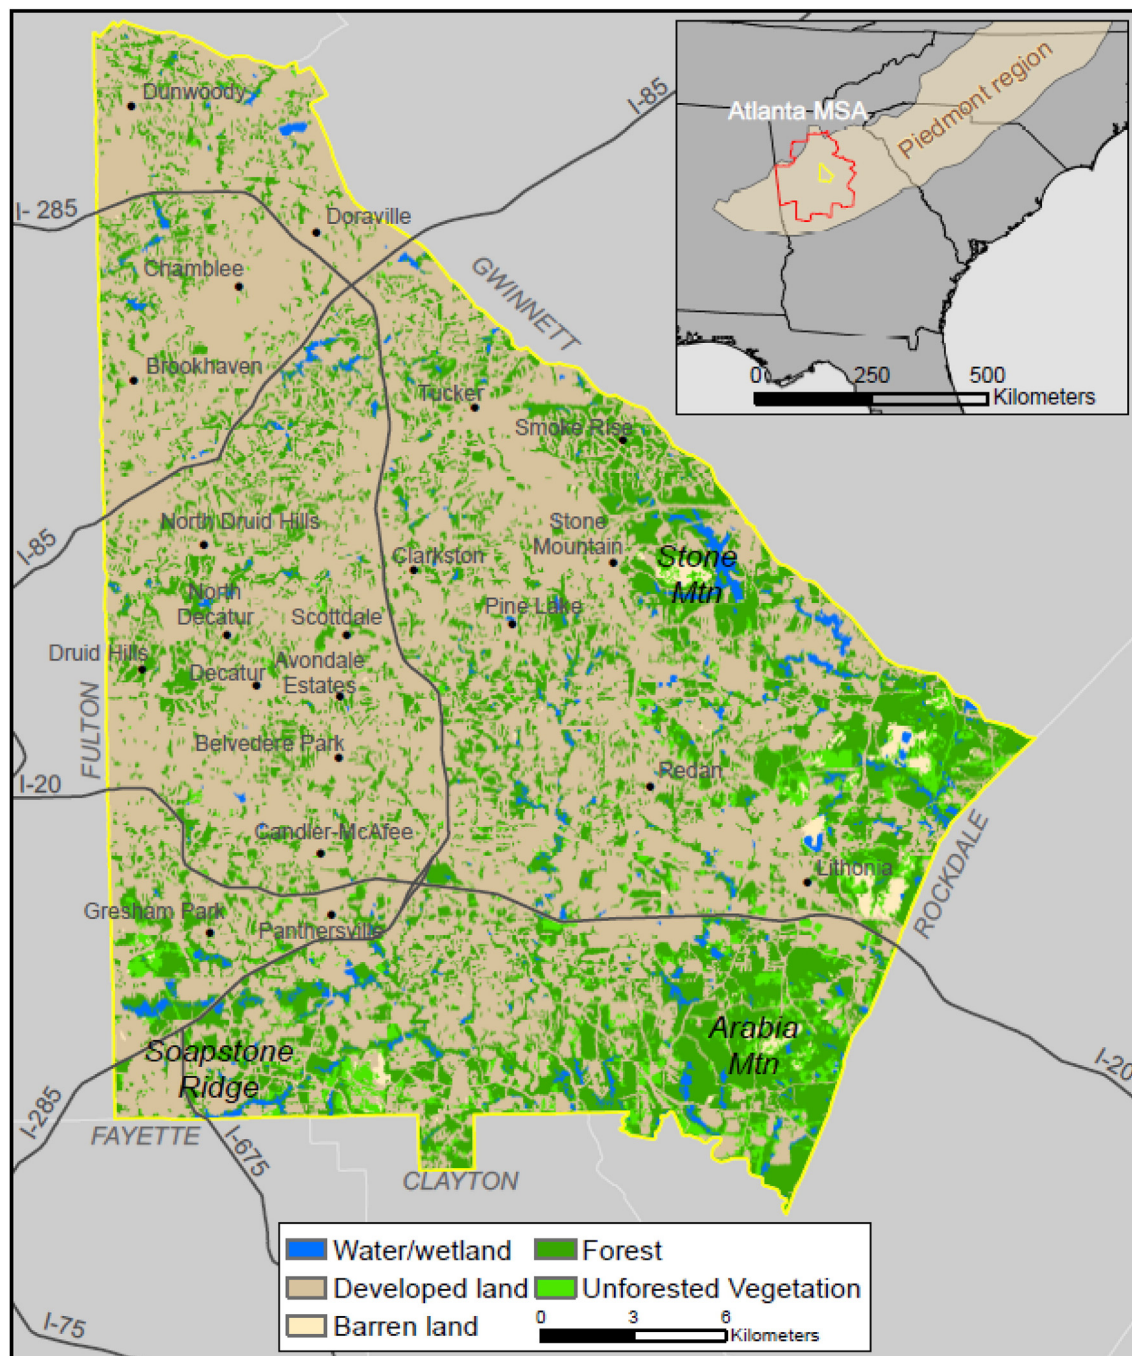 Dunwoody
I-85
Atlanta MSA
Piedmont region
I- 285
Doraville
Chamblee
GWINNETT
0 250 500
Kilometers
Brookhaven
Tucker
Smoke Rise
I-85
North Druid Hills
Stone
Mountain
Clarkston
Stone
Mtn
North
Decatur
Scottdale
Pine Lake
Druid Hills
Decatur
Avondale
Estates
FULTON
Belvedere Park
Redan
I-20
Candler-McAfee
Lithonia
ROCKDALE
Gresham Park
Panthersville
Arabia
Mtn
Soapstone
Ridge
I-20
I-285
FAYETTE
I-675
CLAYTON
Water/wetland
Forest
Developed land
Unforested Vegetation
Barren land
0 3 6
Kilometers
I-75